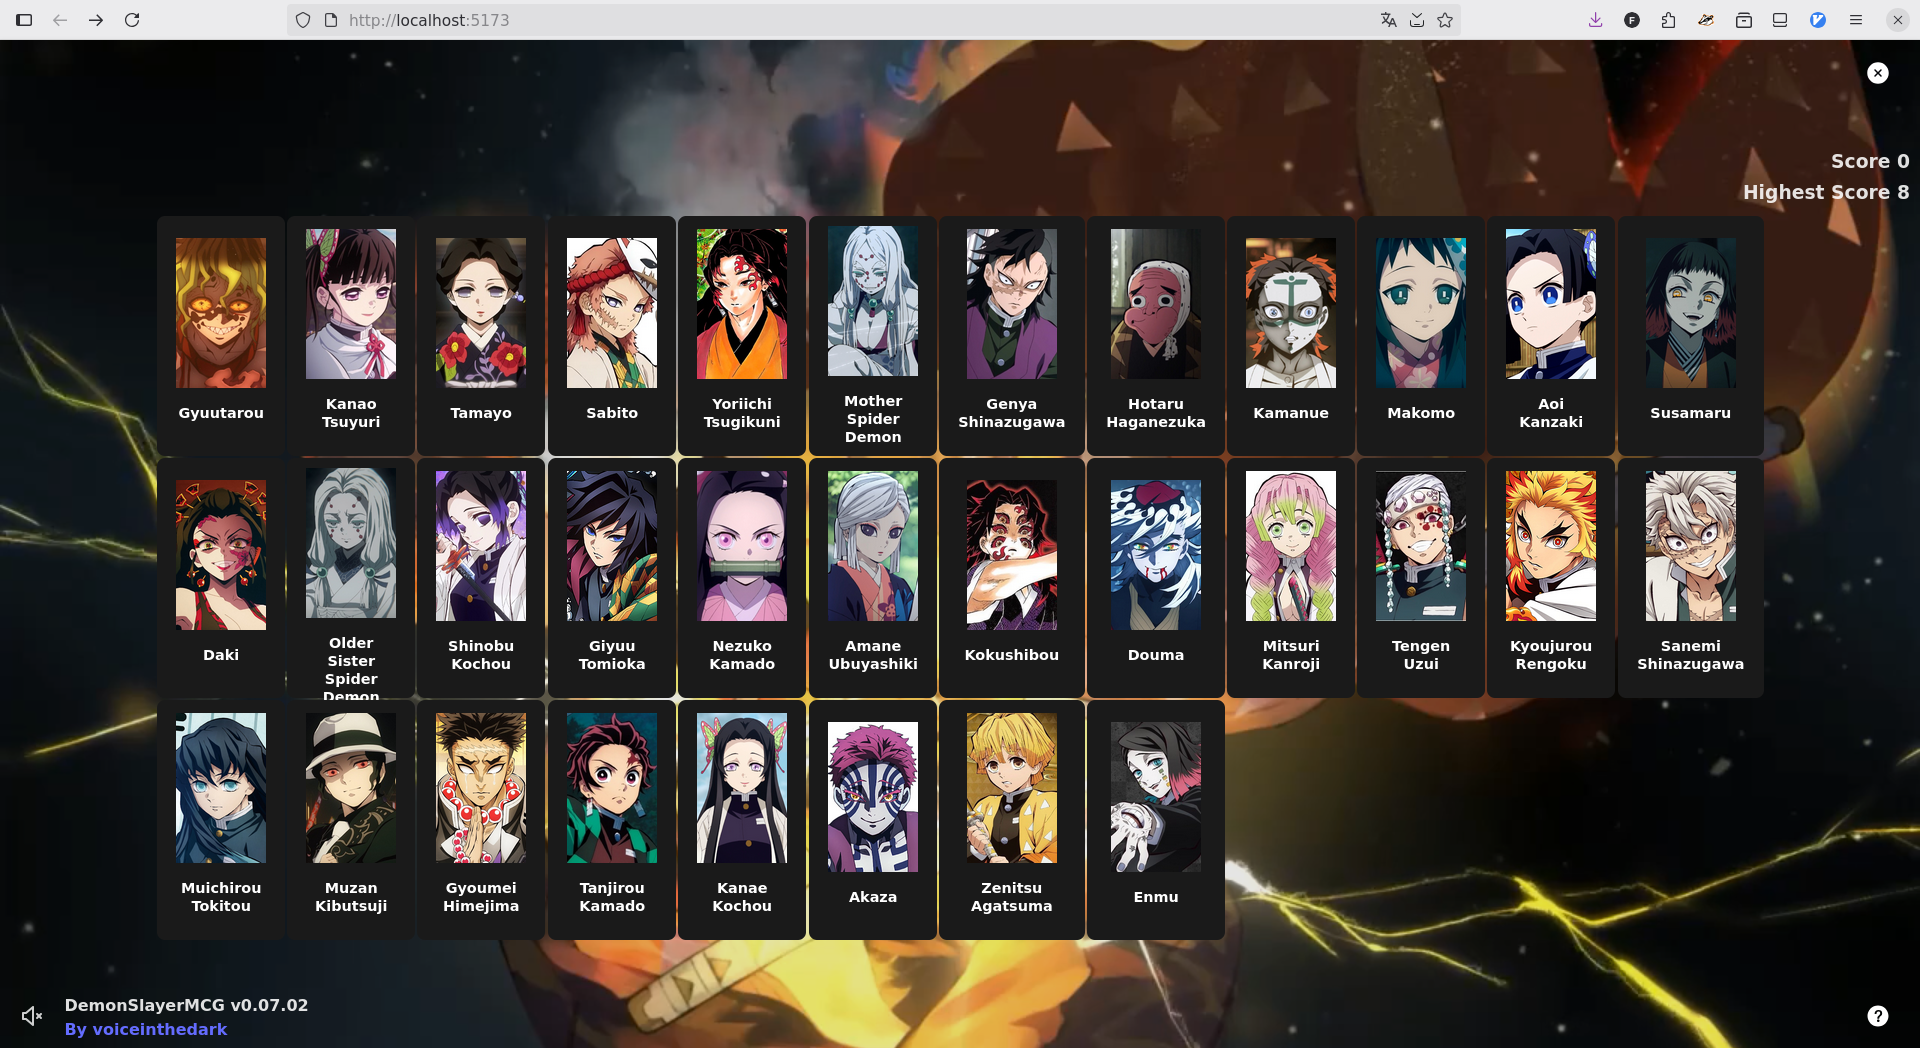 http://localhost:5173
Score 0
Highest Score 8
Gyuutarou
Kanao
Tsuyuri
Tamayo
Sabito
Yoriichi
Tsugikuni
Mother
Spider
Demon
Genya
Shinazugawa
Hotaru
Haganezuka
Kamanue
Makomo
Aoi
Kanzaki
Susamaru
Daki
Older
Sister
Spider
Demon
Shinobu
Kochou
Giyuu
Tomioka
Nezuko
Kamado
Amane
Ubuyashiki
Kokushibou
Douma
Mitsuri
Kanroji
Tengen
Uzui
Kyoujurou
Rengoku
Sanemi
Shinazugawa
Muichirou
Tokitou
Muzan
Kibutsuji
Gyoumei
Himejima
Tanjirou
Kamado
Kanae
Kochou
Akaza
Zenitsu
Agatsuma
Enmu
DemonSlayerMCG v0.07.02
By voiceinthedark
?